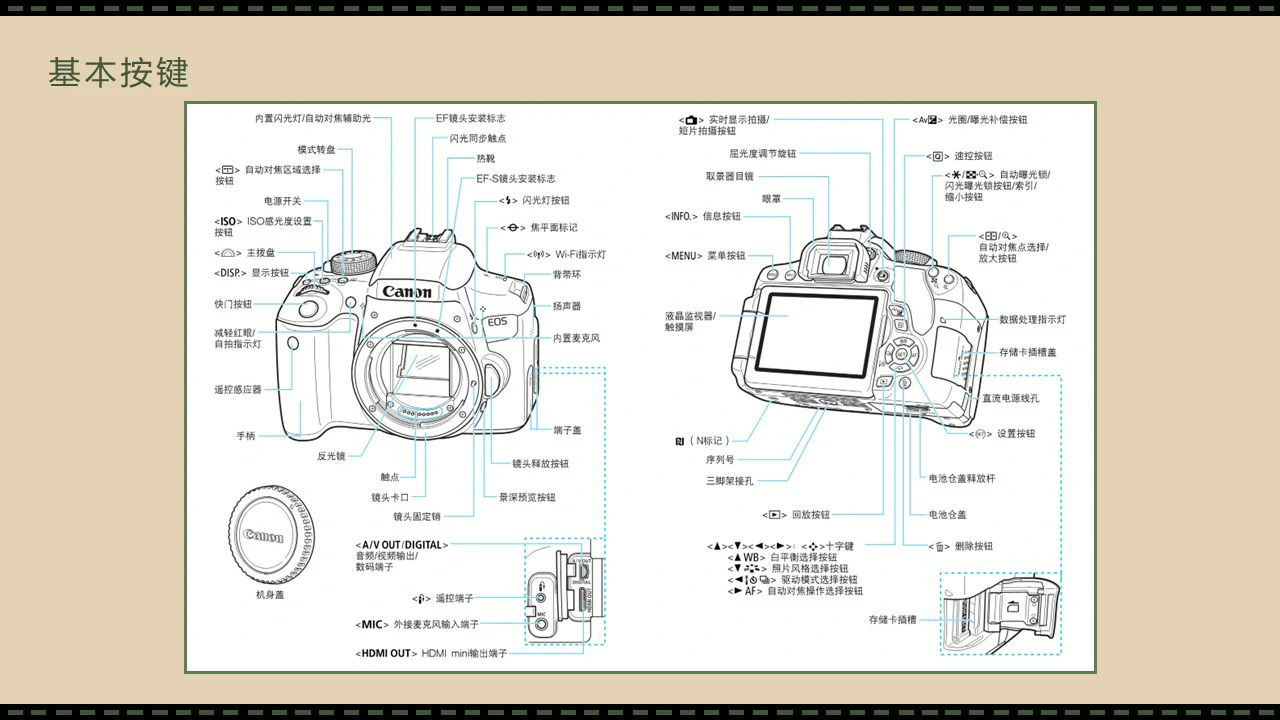 基本按键
内置闪光灯/自动对焦辅助光
模式转盘
< > 自动对焦区域选择
按钮
电源开关
<ISO> ISO感光度设置
按钮
< > 主拨盘
<DISP.> 显示按钮
快门按钮
减轻红眼/
自拍指示灯
遥控感应器
手柄
反光镜
触点
镜头卡口
镜头固定销
EF镜头安装标志
闪光同步触点
热靴
EF-S镜头安装标志
<⚡> 闪光灯按钮
< > 焦平面标记
< > Wi-Fi指示灯
背带环
扬声器
内置麦克风
端子盖
镜头释放按钮
景深预览按钮
Canon
EOS
Canon
机身盖
<A/V OUT/DIGITAL>
音频/视频输出/
数码端子
< > 遥控端子
<MIC> 外接麦克风输入端子
<HDMI OUT> HDMI mini输出端子
A/V OUT
DIGITAL
HDMI OUT
MIC
< > 实时显示拍摄/
短片拍摄按钮
屈光度调节旋钮
取景器目镜
眼罩
<INFO.> 信息按钮
<MENU> 菜单按钮
液晶监视器/
触摸屏
(N标记)
序列号
三脚架接孔
<▶> 回放按钮
<▲><▼><◀><▶>: < >十字键
<▲ WB> 白平衡选择按钮
<▼ > 照片风格选择按钮
<◀ > 驱动模式选择按钮
<▶ AF> 自动对焦操作选择按钮
<Av > 光圈/曝光补偿按钮
<Q> 速控按钮
<✱/ > 自动曝光锁/
闪光曝光锁按钮/索引/
缩小按钮
< / >
自动对焦点选择/
放大按钮
数据处理指示灯
存储卡插槽盖
直流电源线孔
<SET> 设置按钮
电池仓盖释放杆
电池仓盖
< > 删除按钮
存储卡插槽